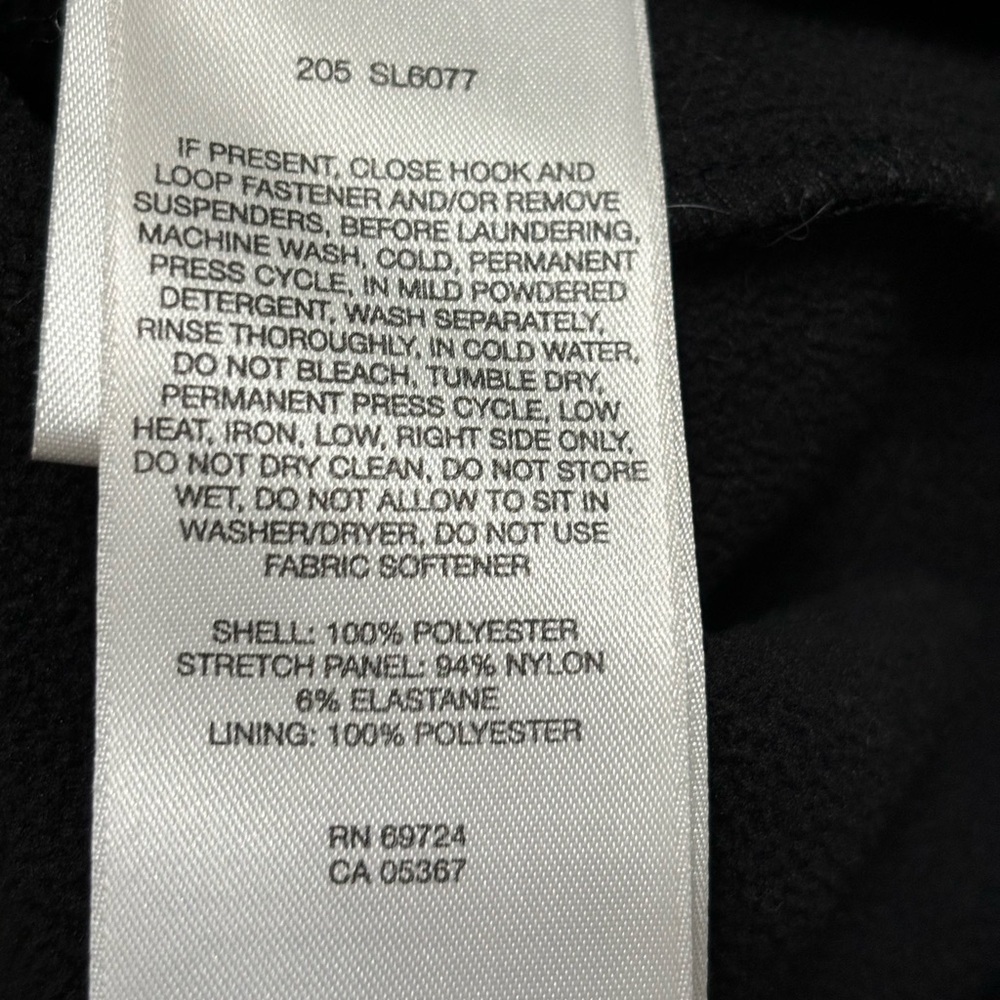 205 SL6077
IF PRESENT, CLOSE HOOK AND
LOOP FASTENER AND/OR REMOVE
SUSPENDERS, BEFORE LAUNDERING,
MACHINE WASH, COLD, PERMANENT
PRESS CYCLE, IN MILD POWDERED
DETERGENT, WASH SEPARATELY,
RINSE THOROUGHLY, IN COLD WATER,
DO NOT BLEACH, TUMBLE DRY,
PERMANENT PRESS CYCLE, LOW
HEAT, IRON, LOW, RIGHT SIDE ONLY,
DO NOT DRY CLEAN, DO NOT STORE
WET, DO NOT ALLOW TO SIT IN
WASHER/DRYER, DO NOT USE
FABRIC SOFTENER
SHELL: 100% POLYESTER
STRETCH PANEL: 94% NYLON
6% ELASTANE
LINING: 100% POLYESTER
RN 69724
CA 05367